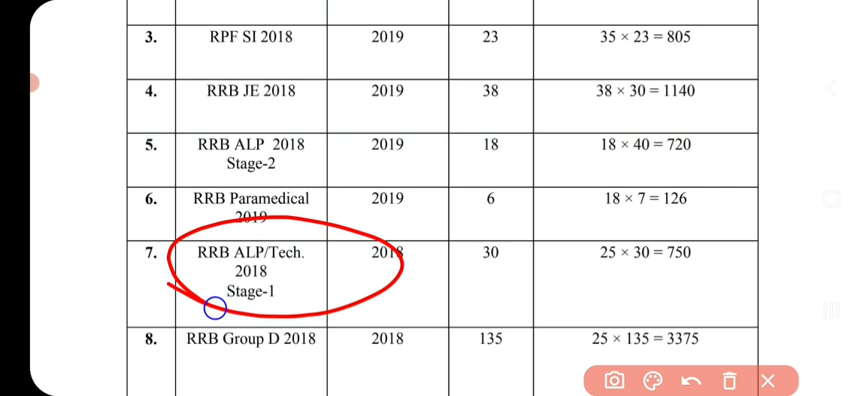 3. RPF SI 2018 2019 23 35 × 23 = 805
4. RRB JE 2018 2019 38 38 × 30 = 1140
5. RRB ALP 2018 2019 18 18 × 40 = 720
Stage-2
6. RRB Paramedical 2019 6 18 × 7 = 126
2019
7. RRB ALP/Tech. 2018 30 25 × 30 = 750
2018
Stage-1
8. RRB Group D 2018 2018 135 25 × 135 = 3375